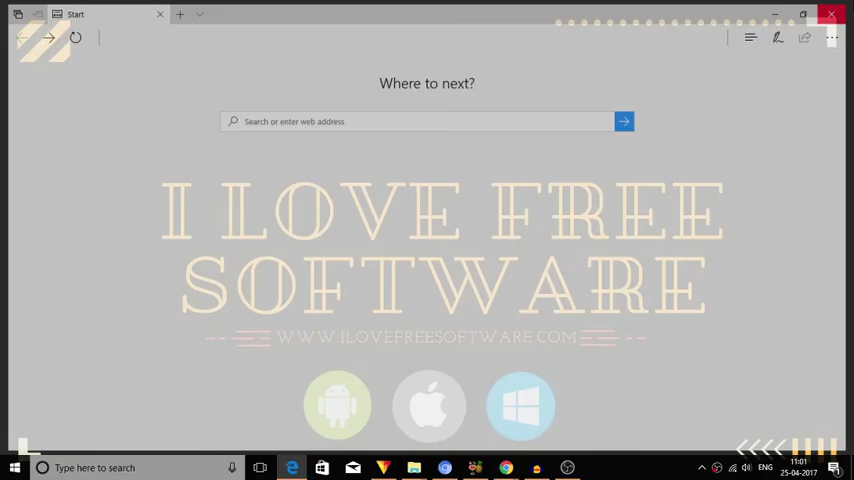 Start
Where to next?
Search or enter web address
I LOVE FREE
SOFTWARE
WWW.ILOVEFREESOFTWARE.COM
Type here to search
ENG
11:01
25-04-2017